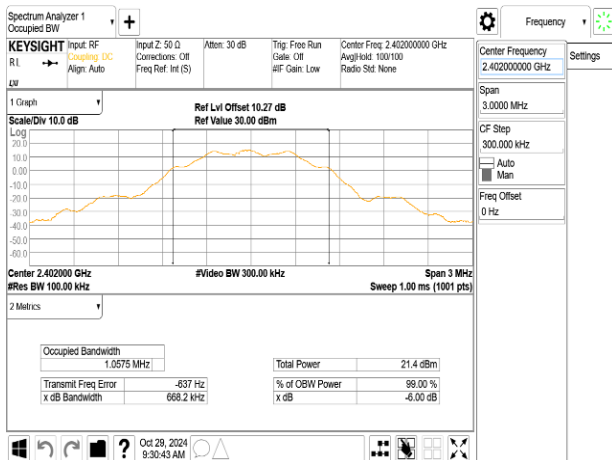 Spectrum Analyzer 1
Occupied BW
Frequency
KEYSIGHT
RL
Input: RF
Coupling: DC
Align: Auto
Input Z: 50 Ω
Corrections: Off
Freq Ref: Int (S)
Atten: 30 dB
Trig: Free Run
Gate: Off
#IF Gain: Low
Center Freq: 2.402000000 GHz
Avg|Hold: 100/100
Radio Std: None
Center Frequency
2.402000000 GHz
Settings
Span
3.0000 MHz
CF Step
300.000 kHz
Auto
Man
Freq Offset
0 Hz
1 Graph
Scale/Div 10.0 dB
Ref Lvl Offset 10.27 dB
Ref Value 30.00 dBm
Log
20.0
10.0
0.00
-10.0
-20.0
-30.0
-40.0
-50.0
-60.0
Center 2.402000 GHz
#Video BW 300.00 kHz
Span 3 MHz
#Res BW 100.00 kHz
Sweep 1.00 ms (1001 pts)
2 Metrics
Occupied Bandwidth
1.0575 MHz
Total Power 21.4 dBm
Transmit Freq Error -637 Hz
% of OBW Power 99.00 %
x dB Bandwidth 668.2 kHz
x dB -6.00 dB
?
Oct 29, 2024
9:30:43 AM